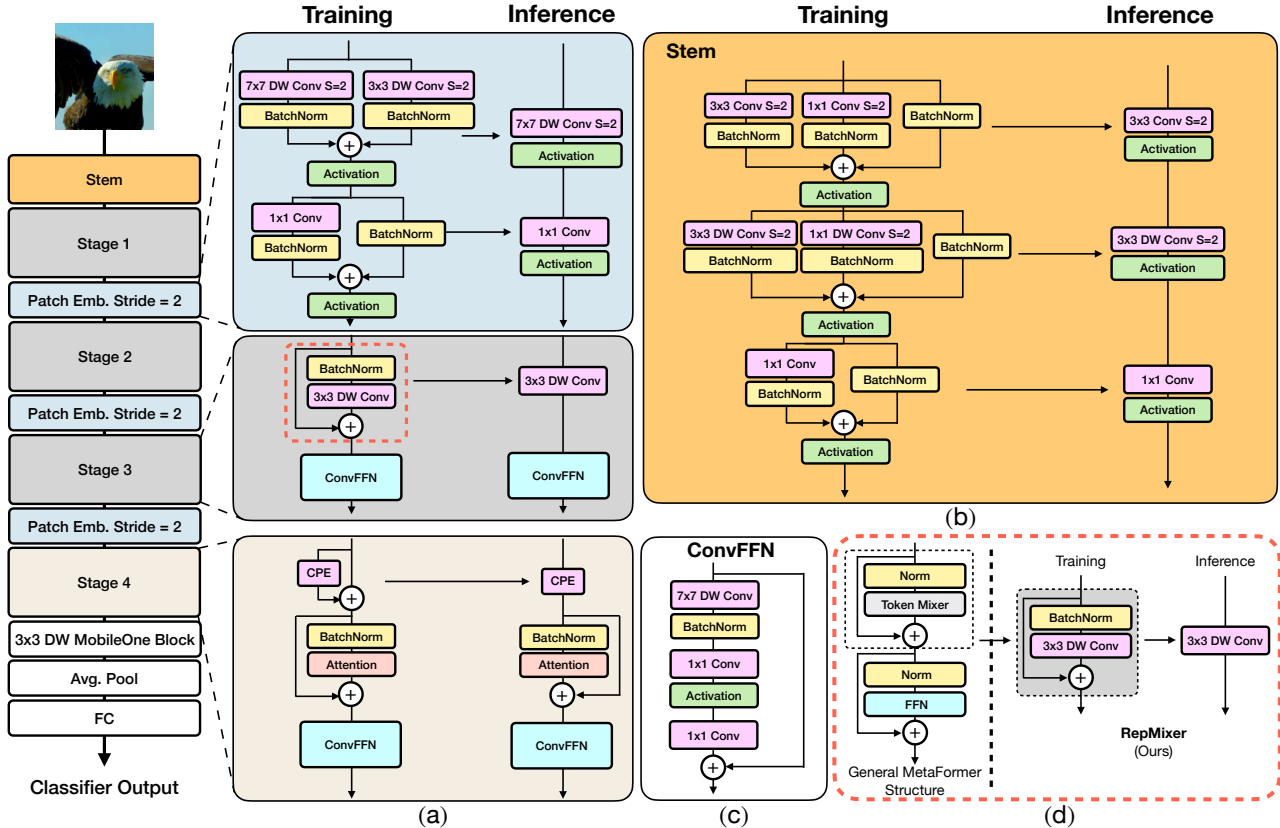 Training
Inference
Training
Inference
Stem
Stage 1
Patch Emb. Stride = 2
Stage 2
Patch Emb. Stride = 2
Stage 3
Patch Emb. Stride = 2
Stage 4
3x3 DW MobileOne Block
Avg. Pool
FC
Classifier Output
7x7 DW Conv S=2
3x3 DW Conv S=2
BatchNorm
BatchNorm
+
Activation
1x1 Conv
BatchNorm
BatchNorm
+
Activation
7x7 DW Conv S=2
Activation
1x1 Conv
Activation
BatchNorm
3x3 DW Conv
+
ConvFFN
3x3 DW Conv
ConvFFN
CPE
+
BatchNorm
Attention
+
ConvFFN
CPE
BatchNorm
Attention
+
ConvFFN
(a)
Stem
3x3 Conv S=2
1x1 Conv S=2
BatchNorm
BatchNorm
BatchNorm
+
Activation
3x3 DW Conv S=2
1x1 DW Conv S=2
BatchNorm
BatchNorm
BatchNorm
+
Activation
1x1 Conv
BatchNorm
BatchNorm
+
Activation
3x3 Conv S=2
Activation
3x3 DW Conv S=2
Activation
1x1 Conv
Activation
(b)
ConvFFN
7x7 DW Conv
BatchNorm
1x1 Conv
Activation
1x1 Conv
+
(c)
Norm
Token Mixer
+
Norm
FFN
+
General MetaFormer
Structure
Training
BatchNorm
3x3 DW Conv
+
Inference
3x3 DW Conv
RepMixer
(Ours)
(d)